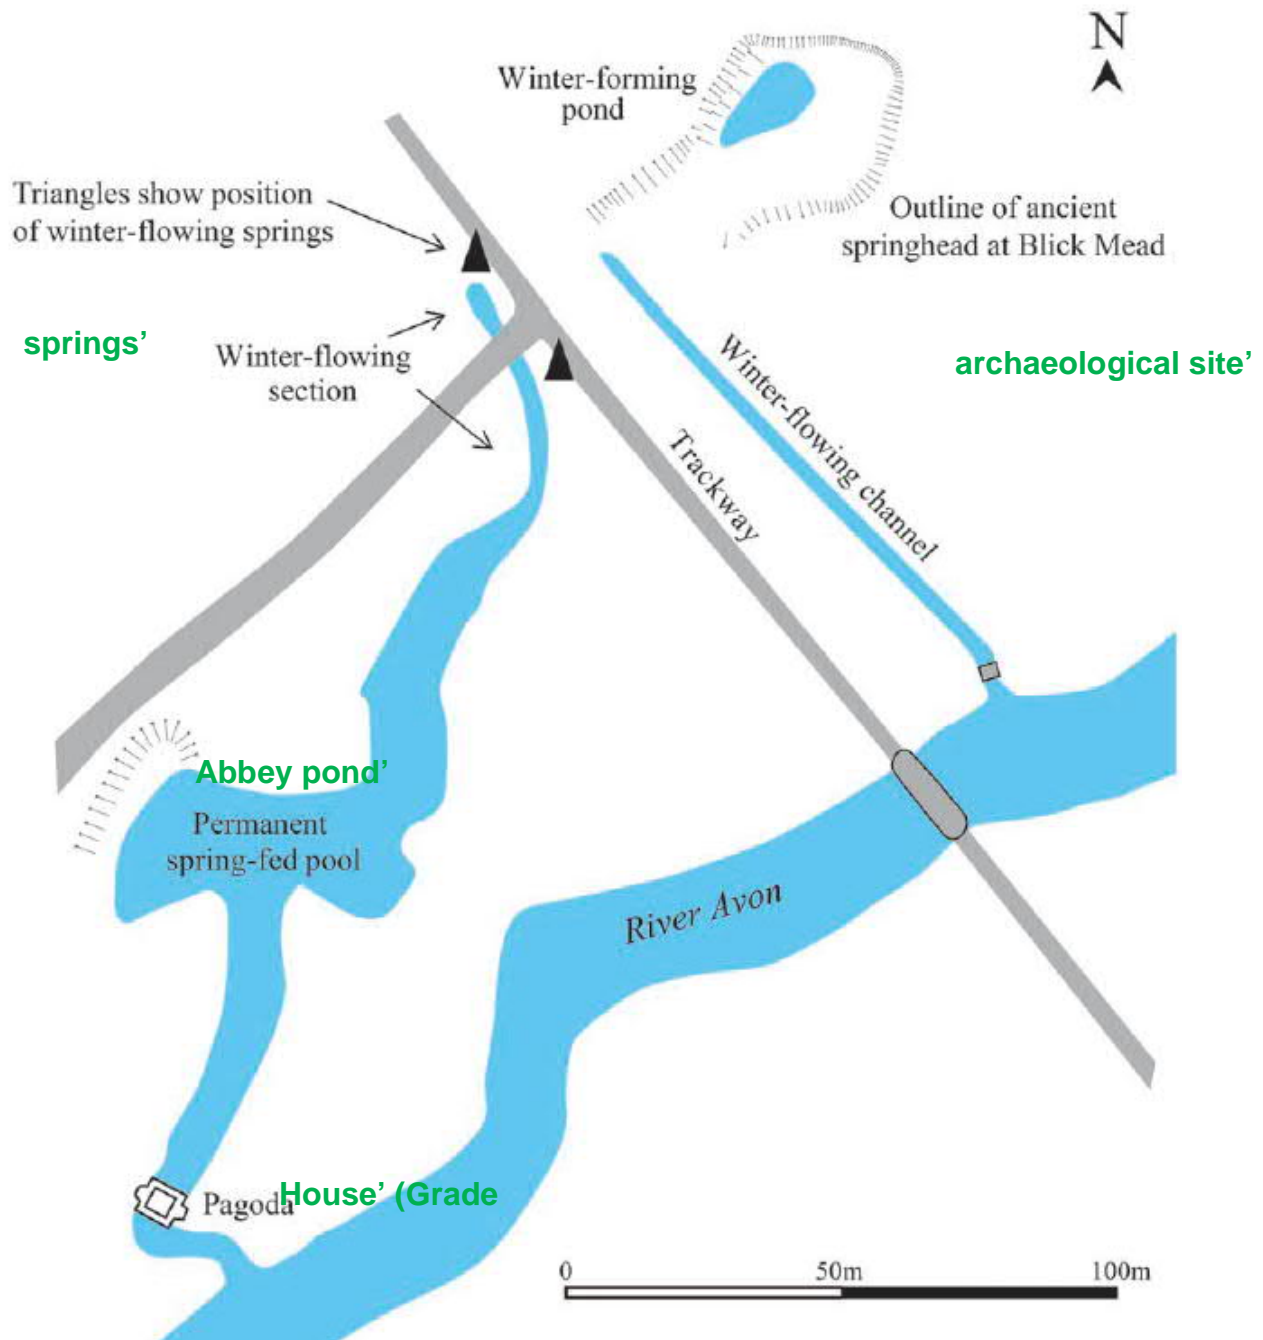 N
Winter-forming
pond
Triangles show position
of winter-flowing springs
Outline of ancient
springhead at Blick Mead
springs’
Winter-flowing
section
archaeological site’
Winter-flowing channel
Trackway
Abbey pond’
Permanent
spring-fed pool
River Avon
Pagoda
House’ (Grade
0 50m 100m